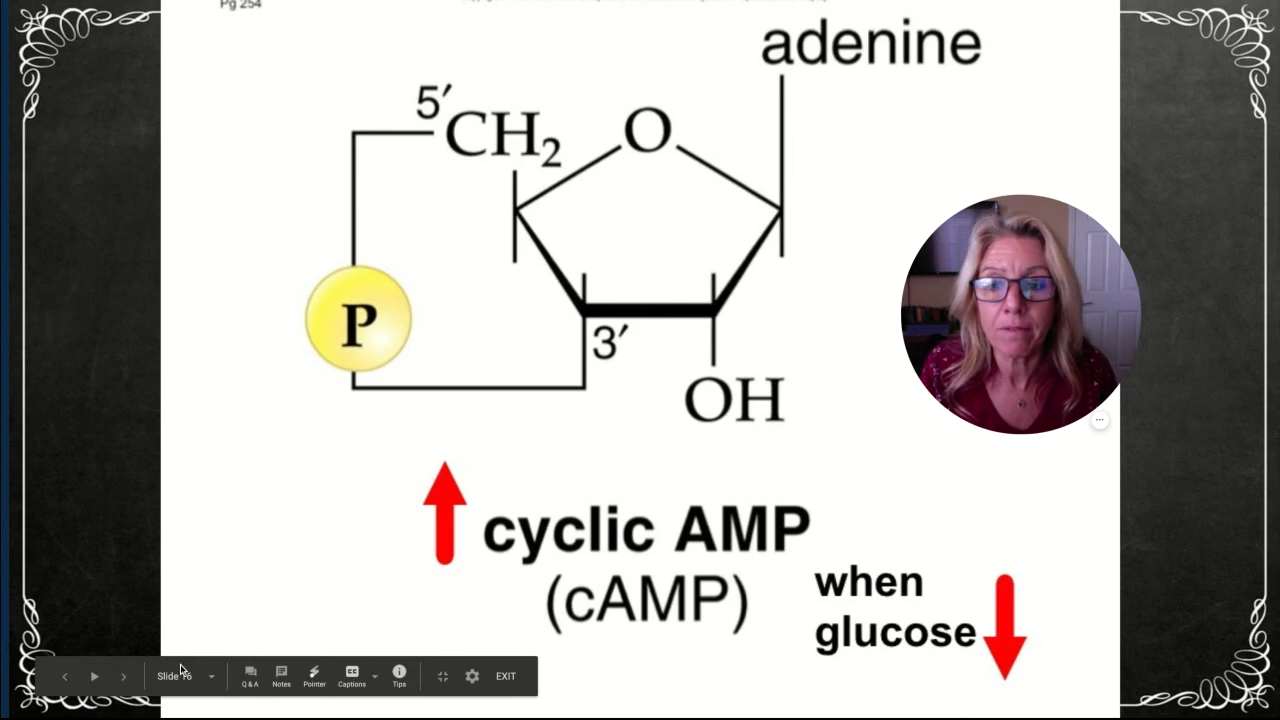 Pg 254
adenine
5′
CH2
O
P
3′
OH
cyclic AMP
(cAMP)
when
glucose
Q & A
Notes
Pointer
Captions
Tips
EXIT